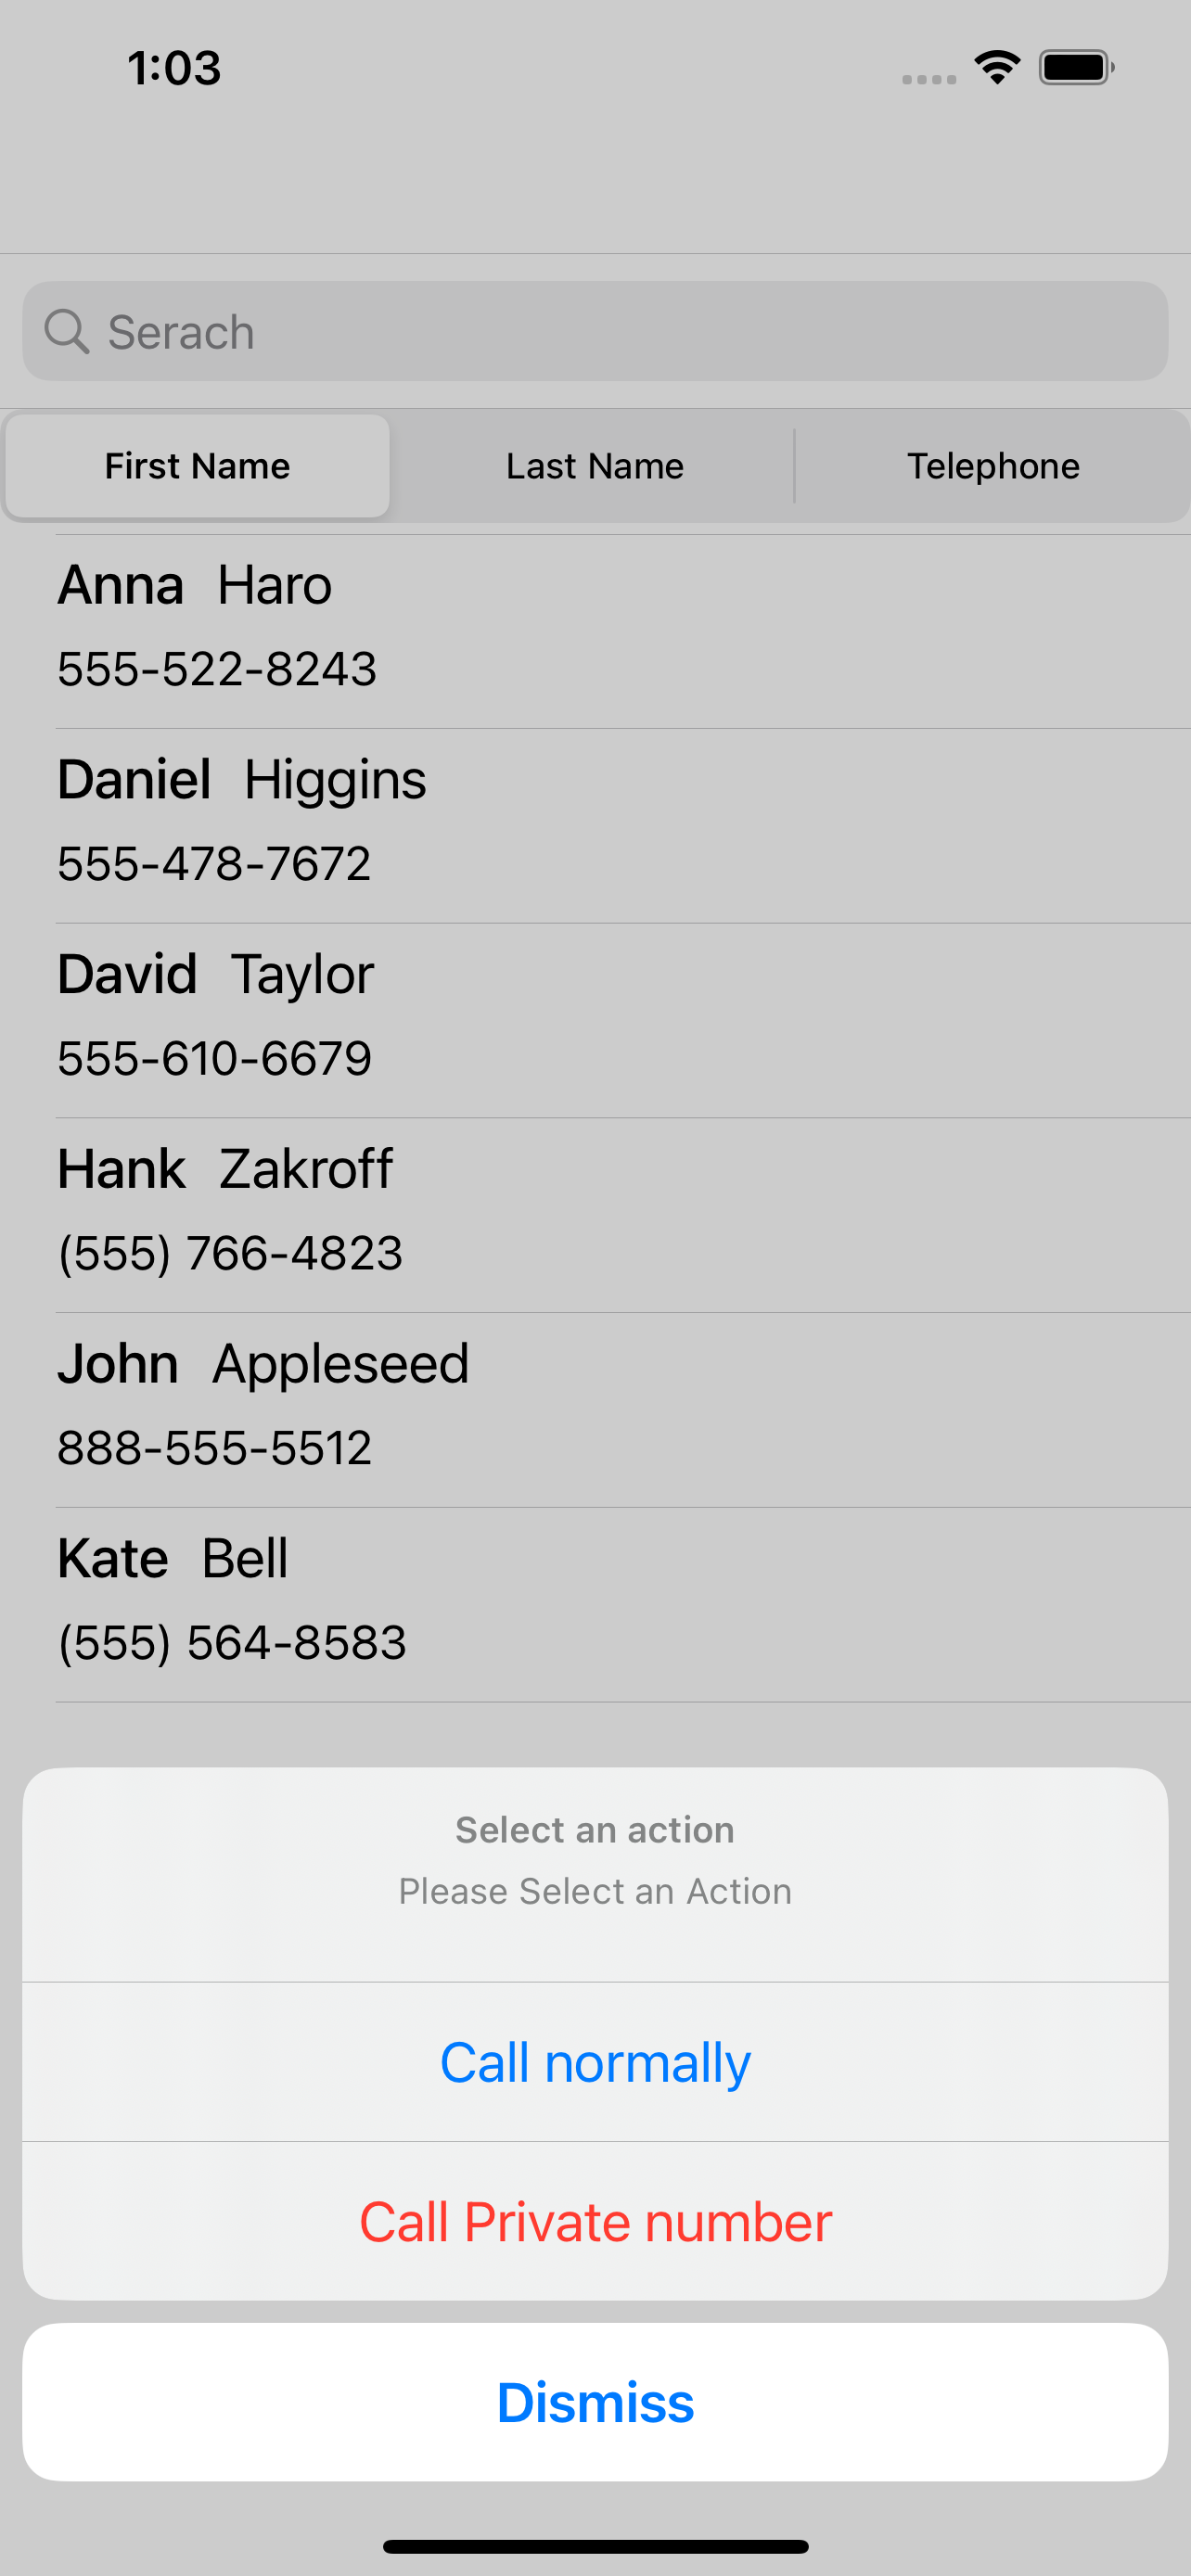 1:03
Serach
First Name Last Name Telephone
Anna Haro
555-522-8243
Daniel Higgins
555-478-7672
David Taylor
555-610-6679
Hank Zakroff
(555) 766-4823
John Appleseed
888-555-5512
Kate Bell
(555) 564-8583
Select an action
Please Select an Action
Call normally
Call Private number
Dismiss